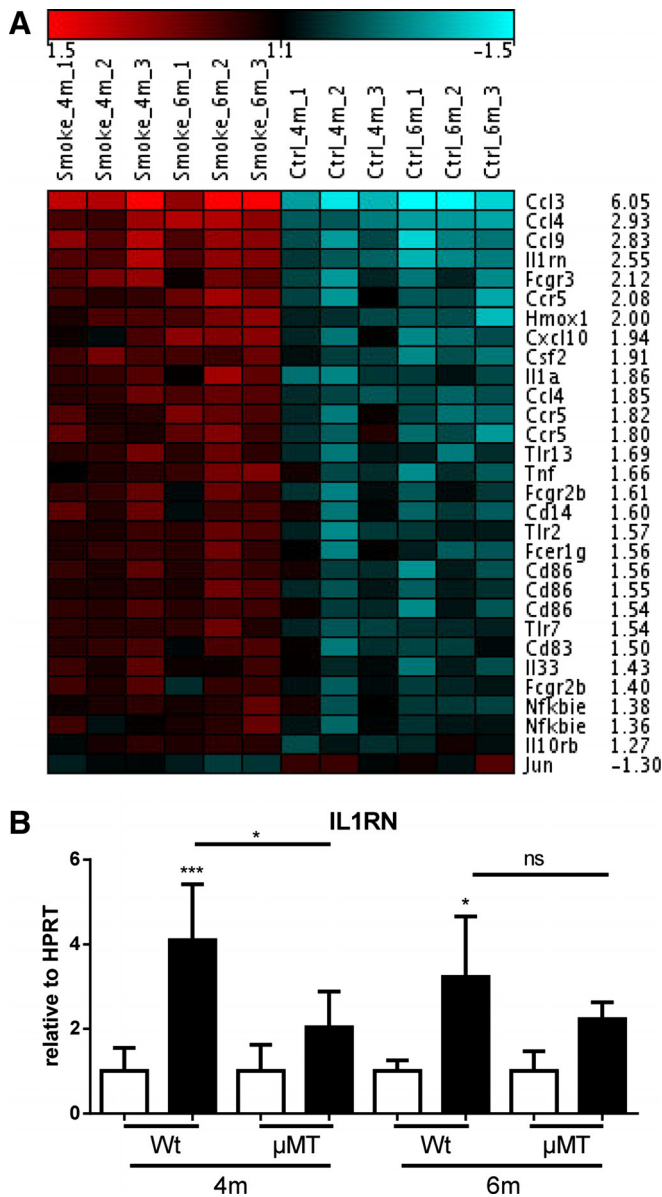 A
1.5 1:1 -1.5
Smoke_4m_1 Smoke_4m_2 Smoke_4m_3 Smoke_6m_1 Smoke_6m_2 Smoke_6m_3 Ctrl_4m_1 Ctrl_4m_2 Ctrl_4m_3 Ctrl_6m_1 Ctrl_6m_2 Ctrl_6m_3
Ccl3 6.05
Ccl4 2.93
Ccl9 2.83
Il1rn 2.55
Fcgr3 2.12
Ccr5 2.08
Hmox1 2.00
Cxcl10 1.94
Csf2 1.91
Il1a 1.86
Ccl4 1.85
Ccr5 1.82
Ccr5 1.80
Tlr13 1.69
Tnf 1.66
Fcgr2b 1.61
Cd14 1.60
Tlr2 1.57
Fcer1g 1.56
Cd86 1.56
Cd86 1.55
Cd86 1.54
Tlr7 1.54
Cd83 1.50
Il33 1.43
Fcgr2b 1.40
Nfkbie 1.38
Nfkbie 1.36
Il10rb 1.27
Jun -1.30
B
IL1RN
relative to HPRT
6
4
2
0
* ns
*** *
Wt µMT Wt µMT
4m 6m